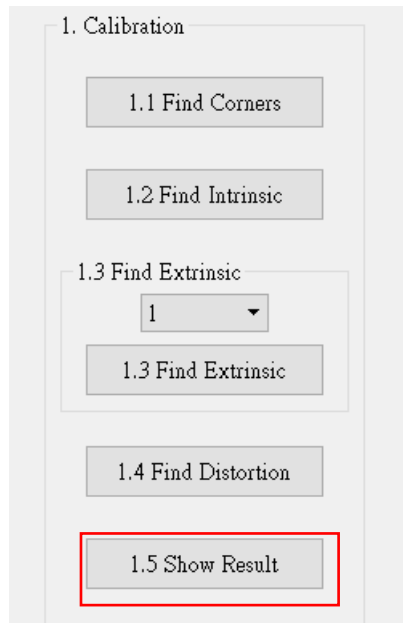 1. Calibration
1.1 Find Corners
1.2 Find Intrinsic
1.3 Find Extrinsic
1
1.3 Find Extrinsic
1.4 Find Distortion
1.5 Show Result